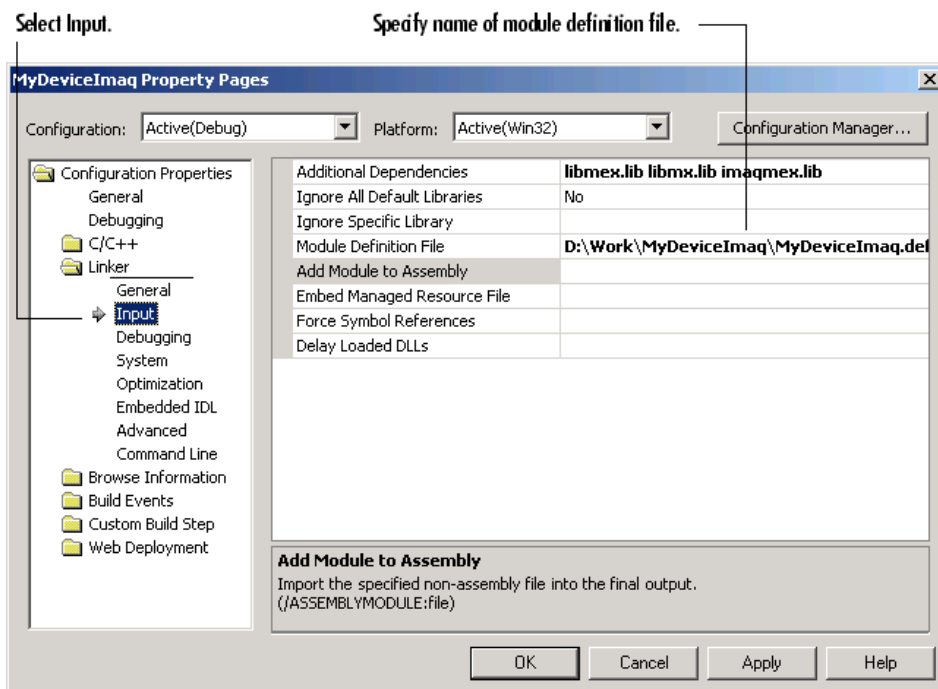 Select Input.
Specify name of module definition file.
MyDeviceImaq Property Pages
Configuration: Active(Debug) Platform: Active(Win32) Configuration Manager...
Configuration Properties
General
Debugging
C/C++
Linker
General
Input
Debugging
System
Optimization
Embedded IDL
Advanced
Command Line
Browse Information
Build Events
Custom Build Step
Web Deployment
Additional Dependencies libmex.lib libmx.lib imaqmex.lib
Ignore All Default Libraries No
Ignore Specific Library
Module Definition File D:\Work\MyDeviceImaq\MyDeviceImaq.def
Add Module to Assembly
Embed Managed Resource File
Force Symbol References
Delay Loaded DLLs
Add Module to Assembly
Import the specified non-assembly file into the final output.
(/ASSEMBLYMODULE:file)
OK Cancel Apply Help